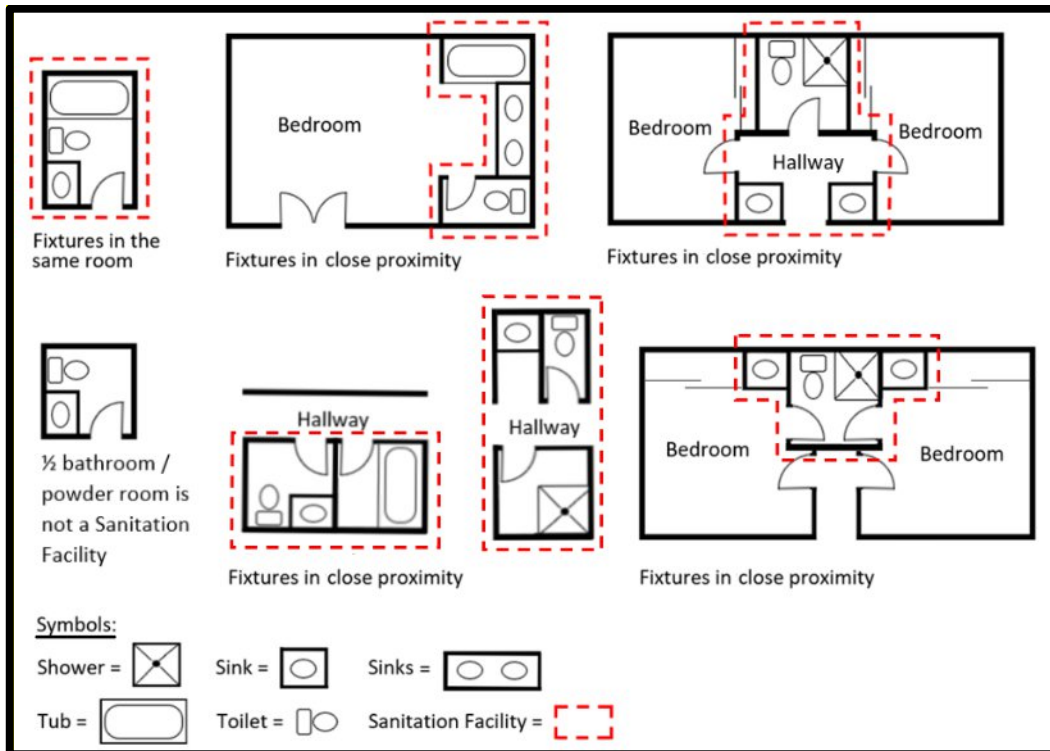 Bedroom
Bedroom
Bedroom
Hallway
Fixtures in the
same room
Fixtures in close proximity
Fixtures in close proximity
Hallway
Hallway
Bedroom
Bedroom
½ bathroom /
powder room is
not a Sanitation
Facility
Fixtures in close proximity
Fixtures in close proximity
Symbols:
Shower =
Sink =
Sinks =
Tub =
Toilet =
Sanitation Facility =